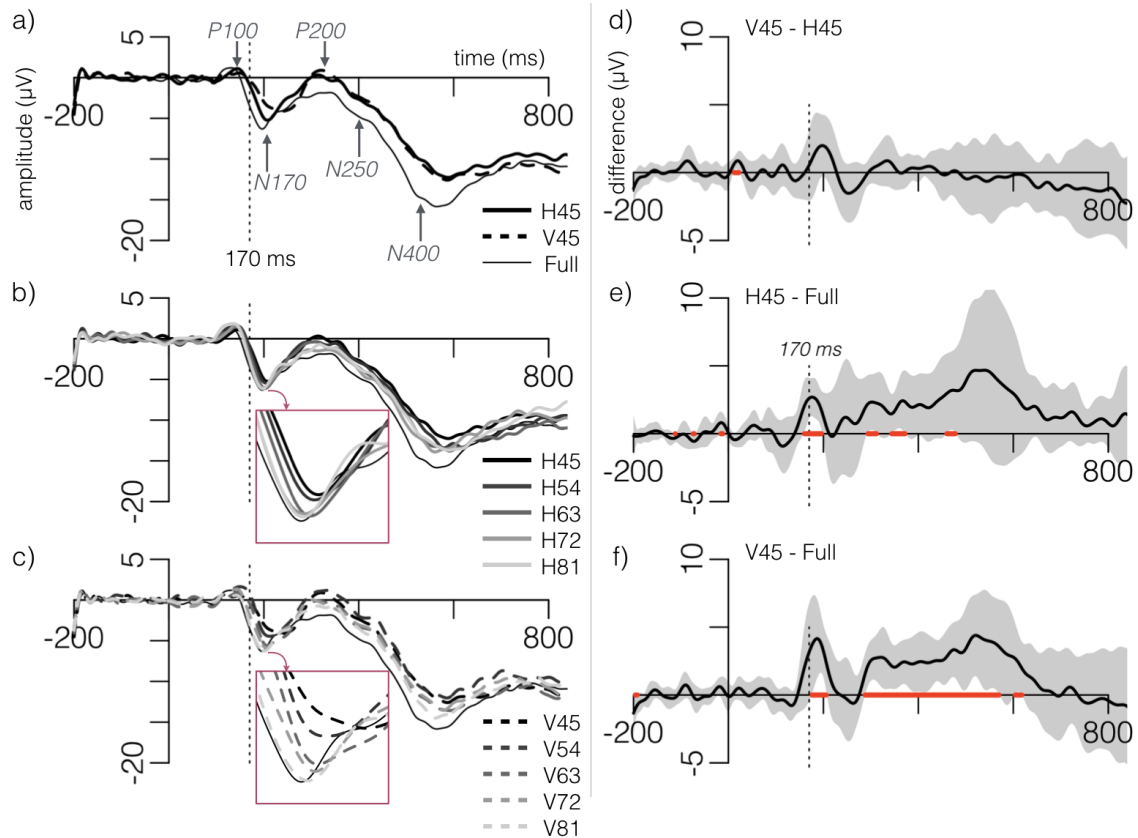 a)
5
P100
P200
time (ms)
-200
800
amplitude (µV)
N170
N250
N400
-20
170 ms
H45
V45
Full
b)
5
-200
800
-20
H45
H54
H63
H72
H81
c)
5
-200
800
-20
V45
V54
V63
V72
V81
d)
V45 - H45
10
difference (µV)
-200
800
-5
e)
H45 - Full
10
170 ms
-200
800
-5
f)
V45 - Full
10
-200
800
-5